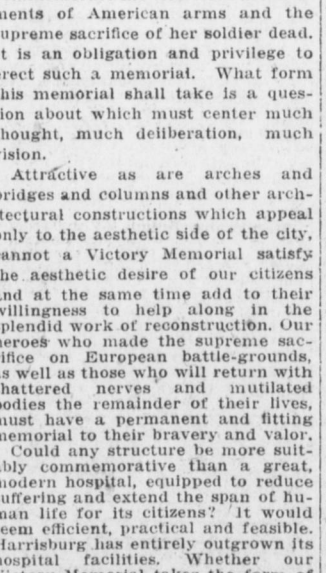 ments of American arms and the
upreme sacrifice of her soldier dead.
t is an obligation and privilege to
rect such a memorial. What form
his memorial shall take is a ques-
ion about which must center much
hought, much deliberation, much
ision.
Attractive as are arches and
ridges and columns and other arch-
tectural constructions which appeal
nly to the aesthetic side of the city,
annot a Victory Memorial satisfy
he aesthetic desire of our citizens
nd at the same time add to their
willingness to help along in the
plendid work of reconstruction. Our
heroes who made the supreme sac-
ifice on European battle-grounds,
s well as those who will return with
hattered nerves and mutilated
odies the remainder of their lives,
must have a permanent and fitting
memorial to their bravery and valor.
Could any structure be more suit-
bly commemorative than a great,
modern hospital, equipped to reduce
uffering and extend the span of hu-
man life for its citizens? It would
eem efficient, practical and feasible.
Harrisburg has entirely outgrown its
hospital facilities. Whether our